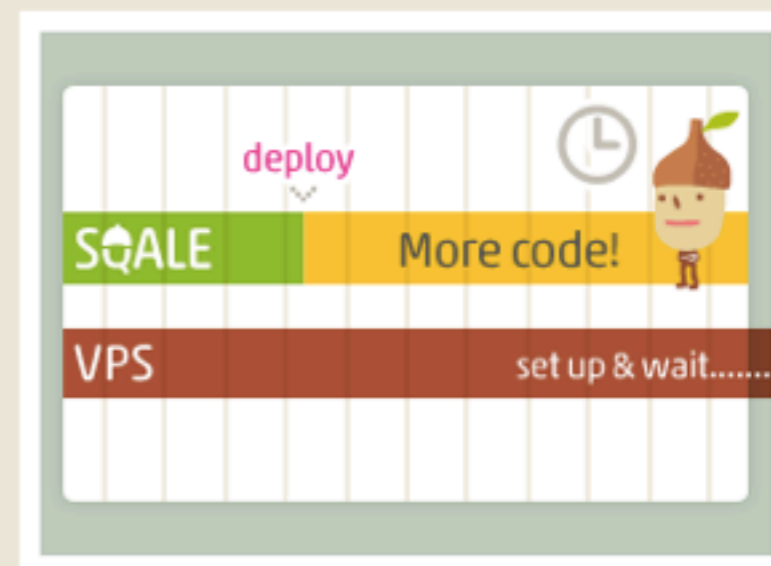 deploy
SQALE
More code!
VPS
set up & wait.......